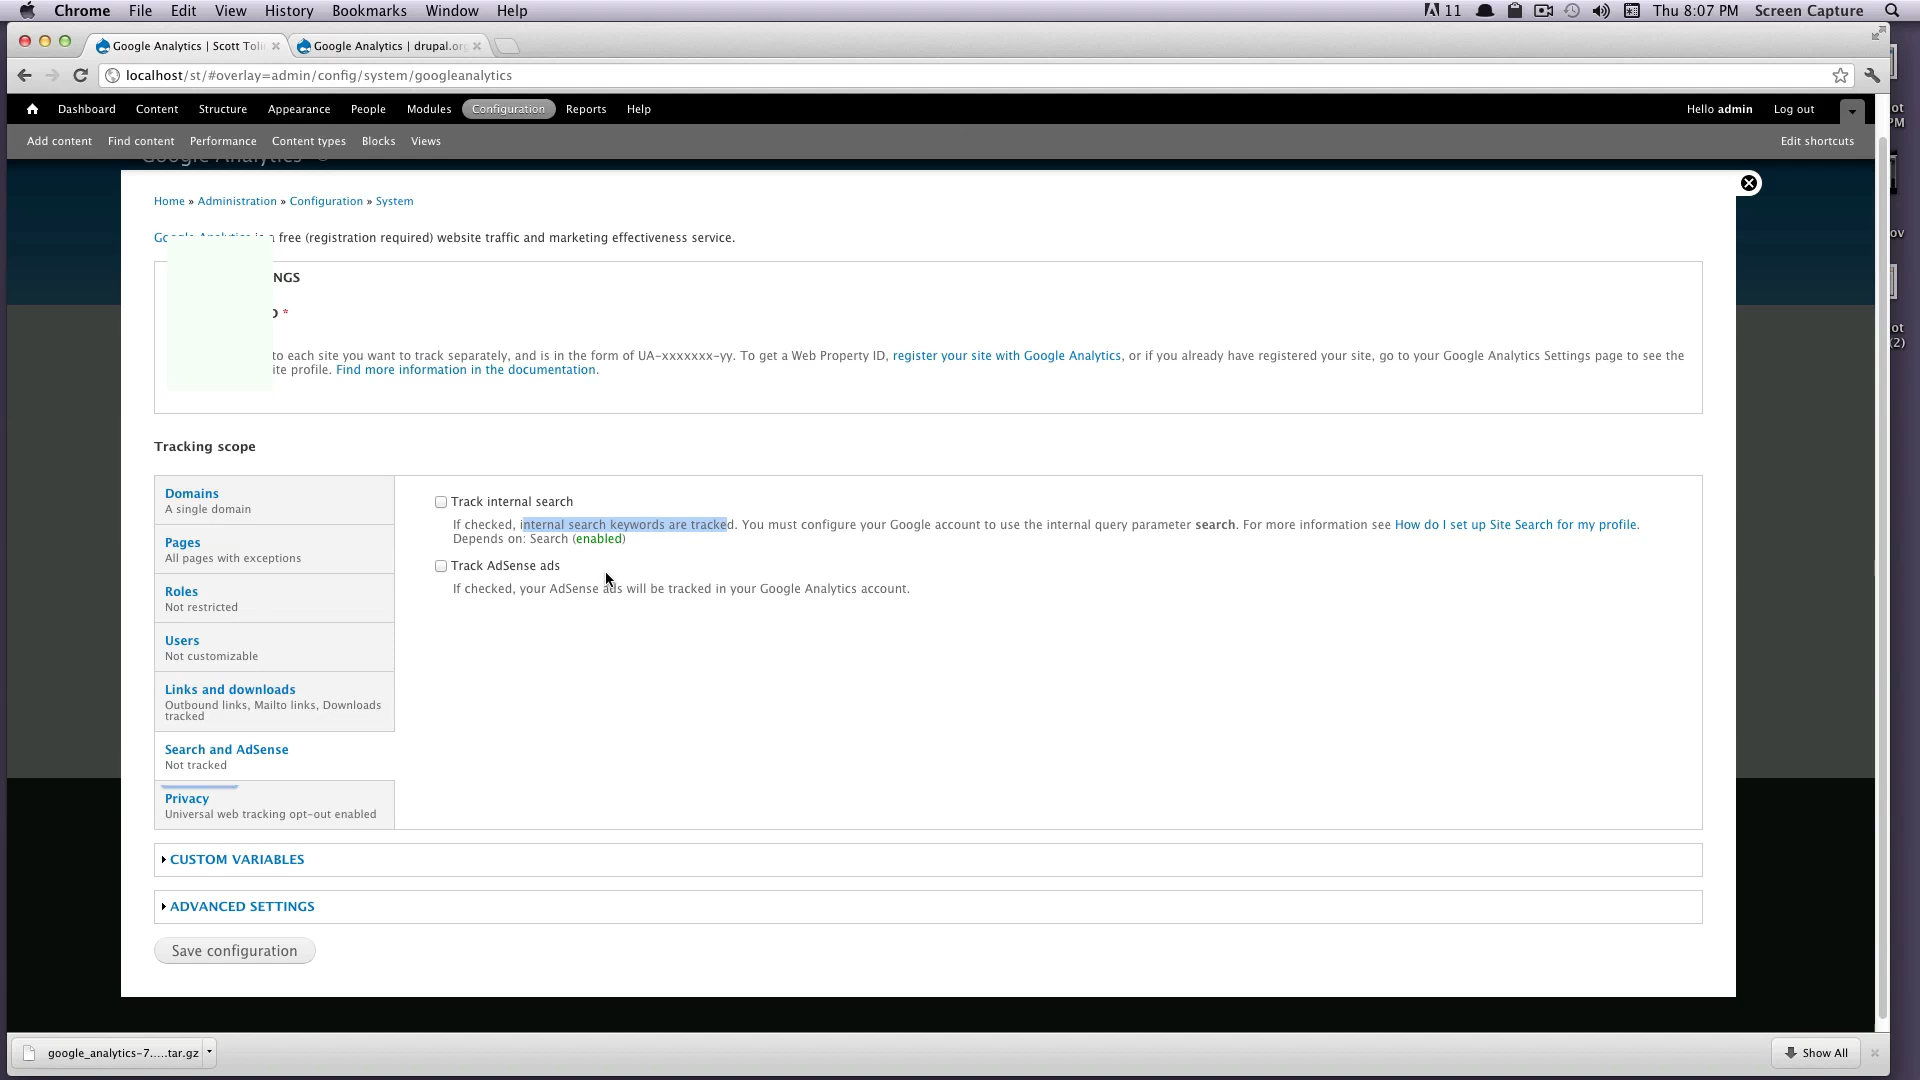 Chrome File Edit View History Bookmarks Window Help 11 Thu 8:07 PM Screen Capture
Google Analytics | Scott Toli Google Analytics | drupal.or
localhost/st/#overlay=admin/config/system/googleanalytics
Dashboard Content Structure Appearance People Modules Configuration Reports Help Hello admin Log out
Add content Find content Performance Content types Blocks Views Edit shortcuts
Google Analytics
Home » Administration » Configuration » System
Google Analytics is a free (registration required) website traffic and marketing effectiveness service.
NGS
D *
to each site you want to track separately, and is in the form of UA-xxxxxxx-yy. To get a Web Property ID, register your site with Google Analytics, or if you already have registered your site, go to your Google Analytics Settings page to see the
ite profile. Find more information in the documentation.
Tracking scope
Domains
A single domain
Pages
All pages with exceptions
Roles
Not restricted
Users
Not customizable
Links and downloads
Outbound links, Mailto links, Downloads
tracked
Search and AdSense
Not tracked
Privacy
Universal web tracking opt-out enabled
Track internal search
If checked, internal search keywords are tracked. You must configure your Google account to use the internal query parameter search. For more information see How do I set up Site Search for my profile.
Depends on: Search (enabled)
Track AdSense ads
If checked, your AdSense ads will be tracked in your Google Analytics account.
CUSTOM VARIABLES
ADVANCED SETTINGS
Save configuration
google_analytics-7.....tar.gz Show All
ot
PM
ov
ot
(2)